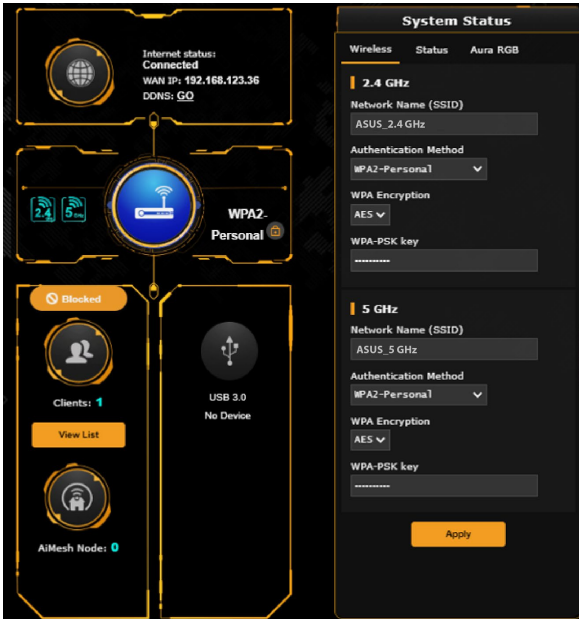 Internet status:
Connected
WAN IP: 192.168.123.36
DDNS: GO
2.4
5 GHz
WPA2-
Personal
Blocked
Clients: 1
View List
AiMesh Node: 0
USB 3.0
No Device
System Status
Wireless Status Aura RGB
2.4 GHz
Network Name (SSID)
ASUS_2.4 GHz
Authentication Method
WPA2-Personal
WPA Encryption
AES
WPA-PSK key
----------
5 GHz
Network Name (SSID)
ASUS_5 GHz
Authentication Method
WPA2-Personal
WPA Encryption
AES
WPA-PSK key
----------
Apply